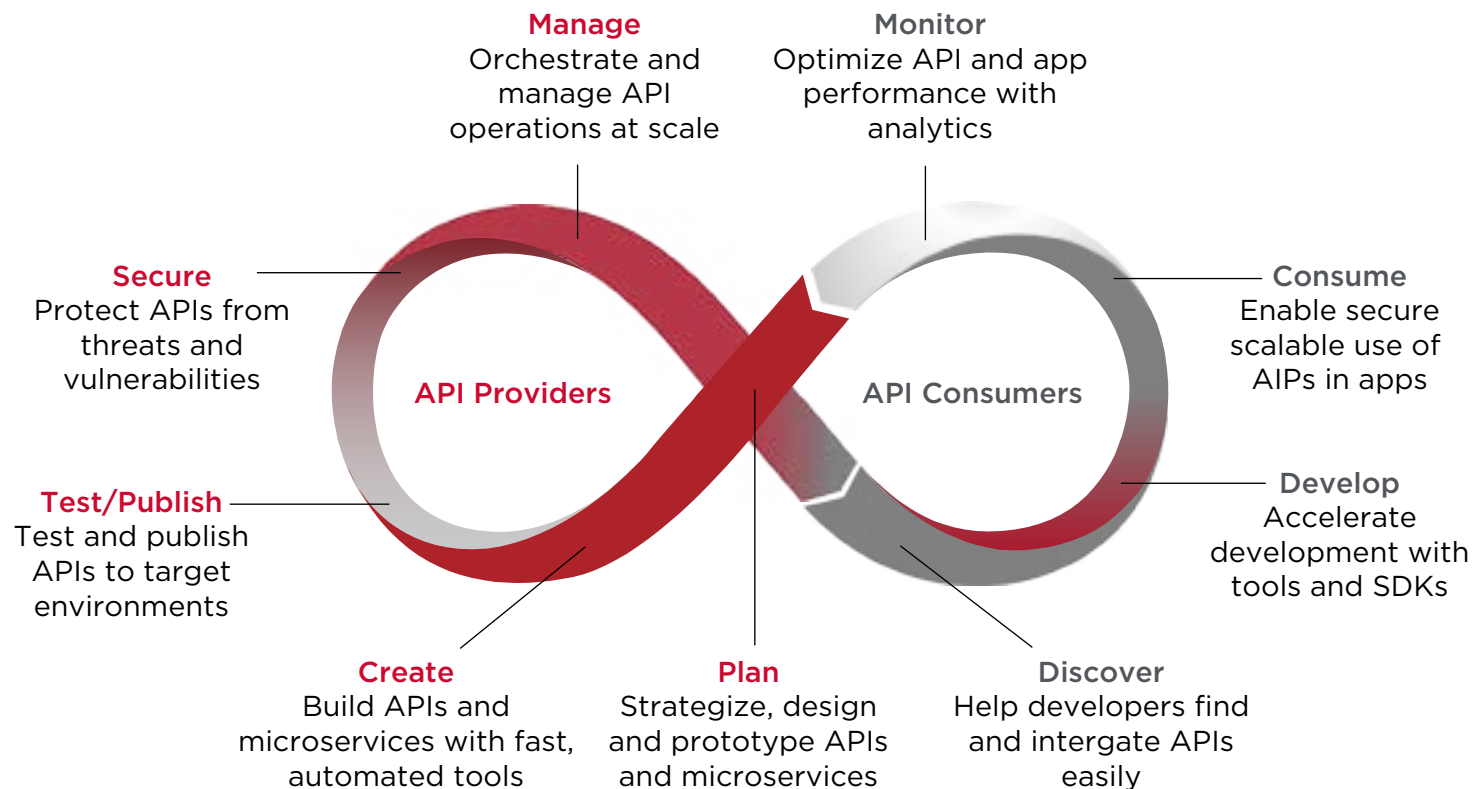 Manage
Orchestrate and
manage API
operations at scale
Monitor
Optimize API and app
performance with
analytics
Secure
Protect APIs from
threats and
vulnerabilities
Consume
Enable secure
scalable use of
AIPs in apps
API Providers
API Consumers
Test/Publish
Test and publish
APIs to target
environments
Develop
Accelerate
development with
tools and SDKs
Create
Build APIs and
microservices with fast,
automated tools
Plan
Strategize, design
and prototype APIs
and microservices
Discover
Help developers find
and intergate APIs
easily